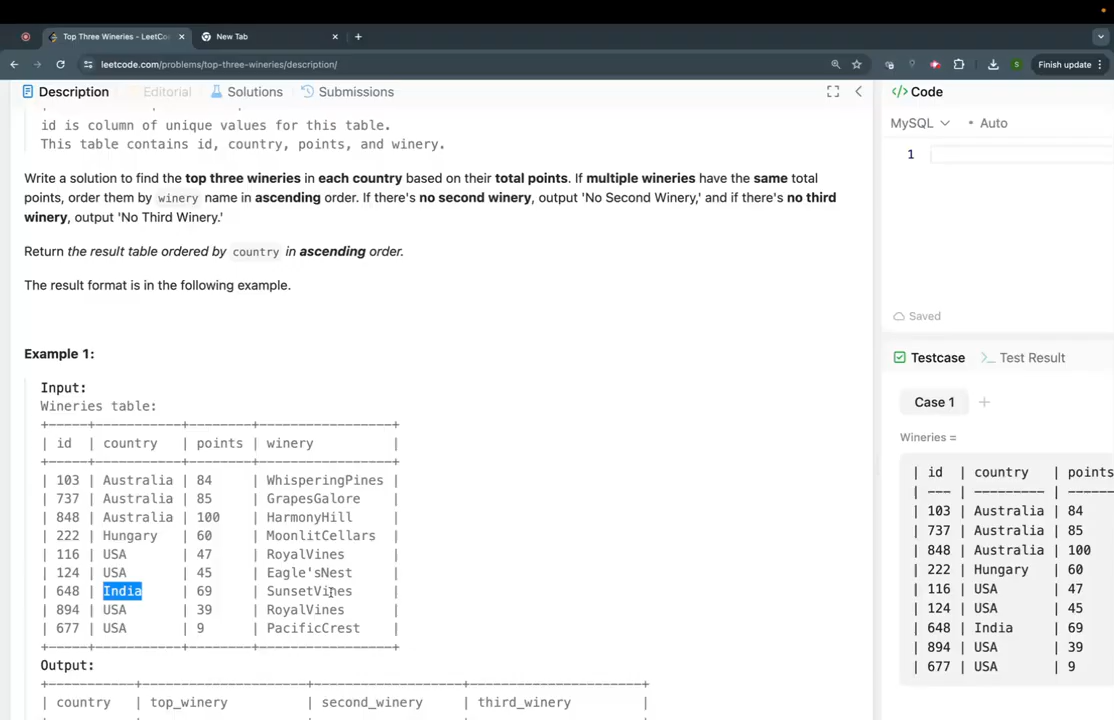 Top Three Wineries - LeetCo
New Tab
leetcode.com/problems/top-three-wineries/description/
S
Finish update
Description
Editorial
Solutions
Submissions
id is column of unique values for this table.
This table contains id, country, points, and winery.
Write a solution to find the top three wineries in each country based on their total points. If multiple wineries have the same total
points, order them by winery name in ascending order. If there's no second winery, output 'No Second Winery,' and if there's no third
winery, output 'No Third Winery.'
Return the result table ordered by country in ascending order.
The result format is in the following example.
Example 1:
Input:
Wineries table:
+-----+-----------+--------+-----------------+
| id | country | points | winery |
+-----+-----------+--------+-----------------+
| 103 | Australia | 84 | WhisperingPines |
| 737 | Australia | 85 | GrapesGalore |
| 848 | Australia | 100 | HarmonyHill |
| 222 | Hungary | 60 | MoonlitCellars |
| 116 | USA | 47 | RoyalVines |
| 124 | USA | 45 | Eagle'sNest |
| 648 | India | 69 | SunsetVines |
| 894 | USA | 39 | RoyalVines |
| 677 | USA | 9 | PacificCrest |
+-----+-----------+--------+-----------------+
Output:
+-----------+---------------------+-------------------+----------------------+
| country | top_winery | second_winery | third_winery |
</> Code
MySQL
• Auto
1
Saved
Testcase
>_ Test Result
Case 1
+
Wineries =
| id | country | points
| --- | --------- | ------
| 103 | Australia | 84
| 737 | Australia | 85
| 848 | Australia | 100
| 222 | Hungary | 60
| 116 | USA | 47
| 124 | USA | 45
| 648 | India | 69
| 894 | USA | 39
| 677 | USA | 9